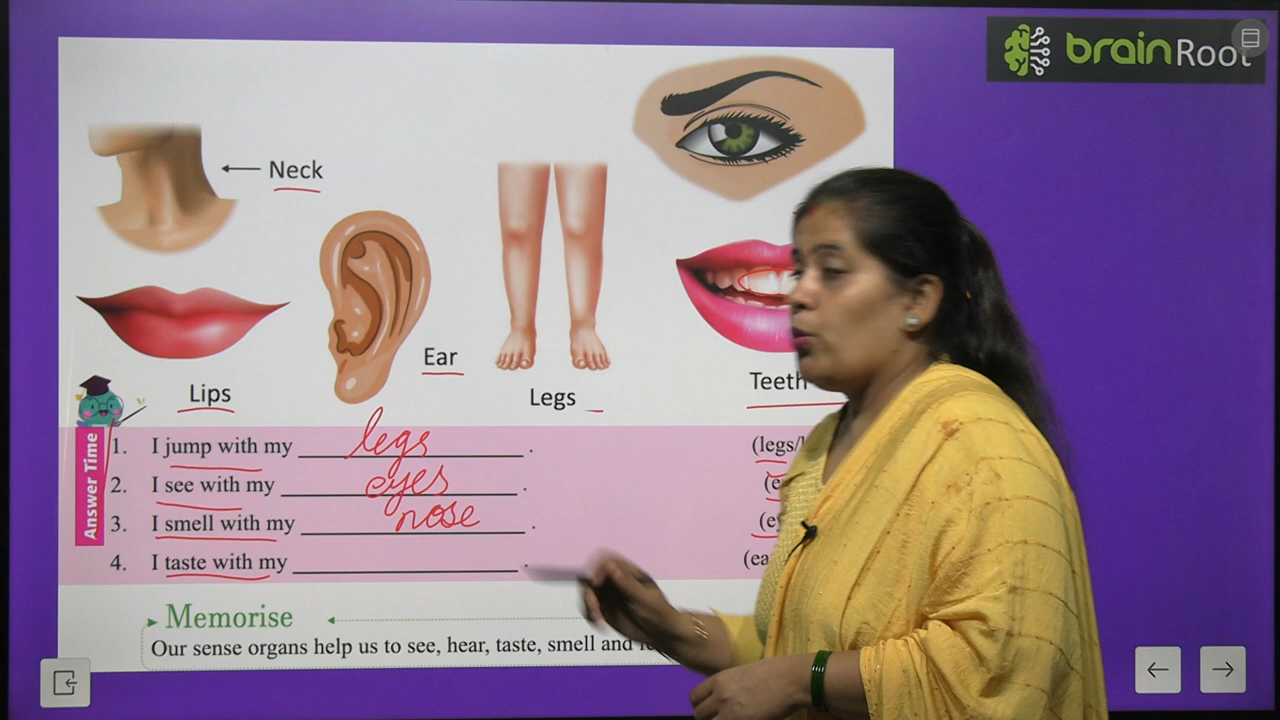 brainRoot
Neck
Ear
Lips
Legs
Teeth
Answer Time
1. I jump with my legs . (legs/
2. I see with my eyes .
3. I smell with my nose .
4. I taste with my ____ .
Memorise
Our sense organs help us to see, hear, taste, smell and